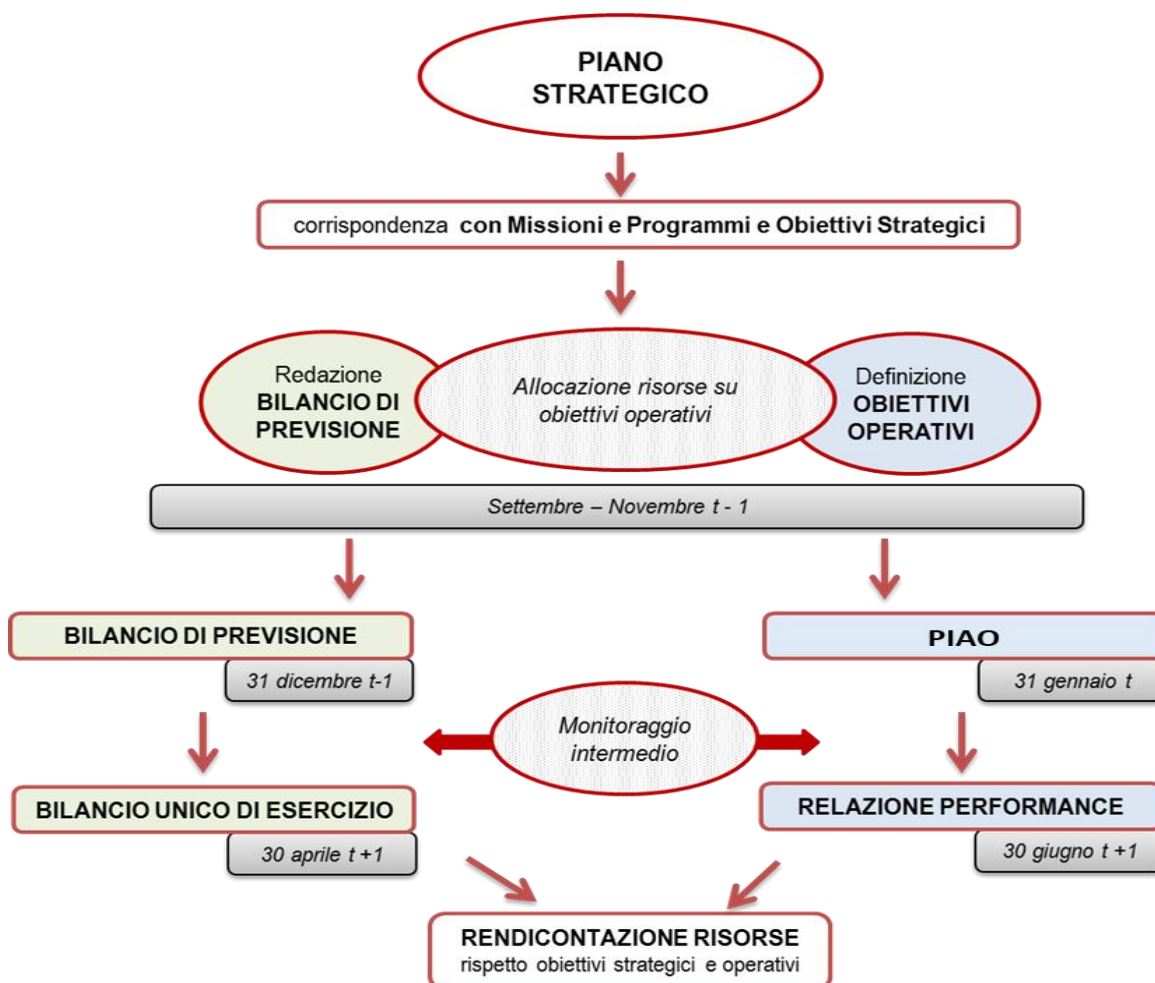 PIANO
STRATEGICO
corrispondenza con Missioni e Programmi e Obiettivi Strategici
Redazione
BILANCIO DI
PREVISIONE
Allocazione risorse su
obiettivi operativi
Definizione
OBIETTIVI
OPERATIVI
Settembre – Novembre t - 1
BILANCIO DI PREVISIONE
31 dicembre t-1
PIAO
31 gennaio t
Monitoraggio
intermedio
BILANCIO UNICO DI ESERCIZIO
30 aprile t +1
RELAZIONE PERFORMANCE
30 giugno t +1
RENDICONTAZIONE RISORSE
rispetto obiettivi strategici e operativi